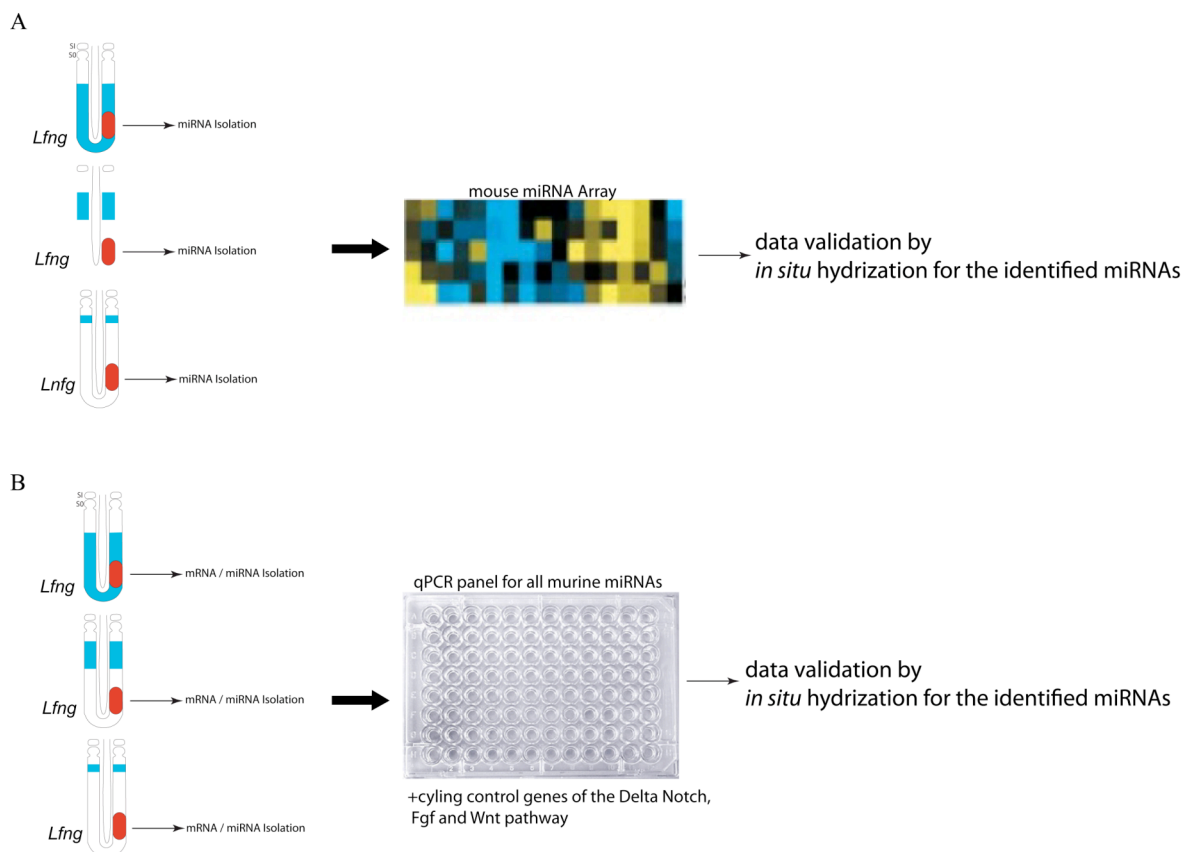 A
SI
S0
Lfng
miRNA Isolation
Lfng
miRNA Isolation
Lnfg
miRNA Isolation
mouse miRNA Array
data validation by
in situ hydrization for the identified miRNAs
B
SI
S0
Lfng
mRNA / miRNA Isolation
Lfng
mRNA / miRNA Isolation
Lfng
mRNA / miRNA Isolation
qPCR panel for all murine miRNAs
+cyling control genes of the Delta Notch,
Fgf and Wnt pathway
data validation by
in situ hydrization for the identified miRNAs